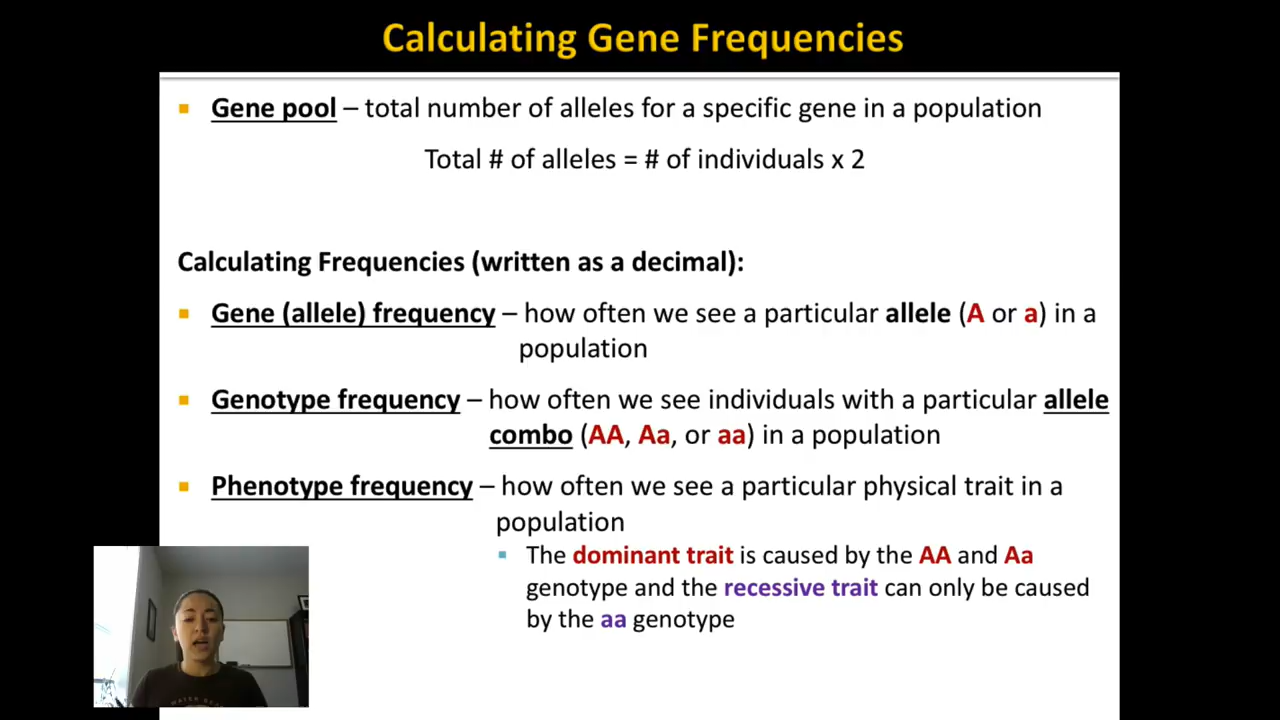 Calculating Gene Frequencies
▪ Gene pool – total number of alleles for a specific gene in a population
Total # of alleles = # of individuals x 2
Calculating Frequencies (written as a decimal):
▪ Gene (allele) frequency – how often we see a particular allele (A or a) in a
population
▪ Genotype frequency – how often we see individuals with a particular allele
combo (AA, Aa, or aa) in a population
▪ Phenotype frequency – how often we see a particular physical trait in a
population
▪ The dominant trait is caused by the AA and Aa
genotype and the recessive trait can only be caused
by the aa genotype
WATER